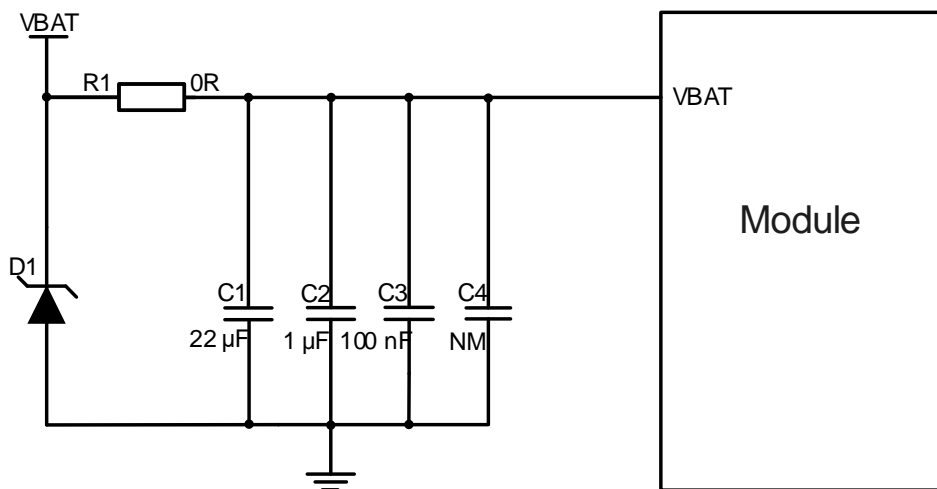 VBAT
R1 0R
VBAT
Module
D1
C1 C2 C3 C4
22 µF 1 µF 100 nF NM